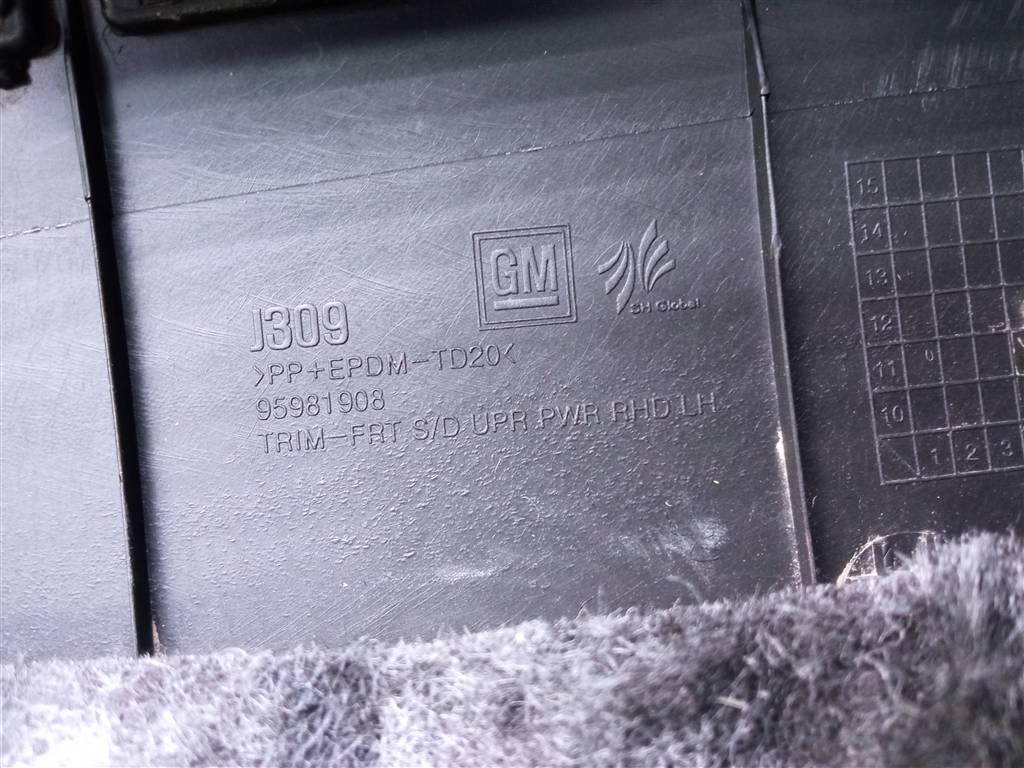 GM
SH Global
J309
>PP+EPDM-TD20<
95981908
TRIM-FRT S/D UPR PWR RHD LH
15
14
13
12
11
10
1 2 3